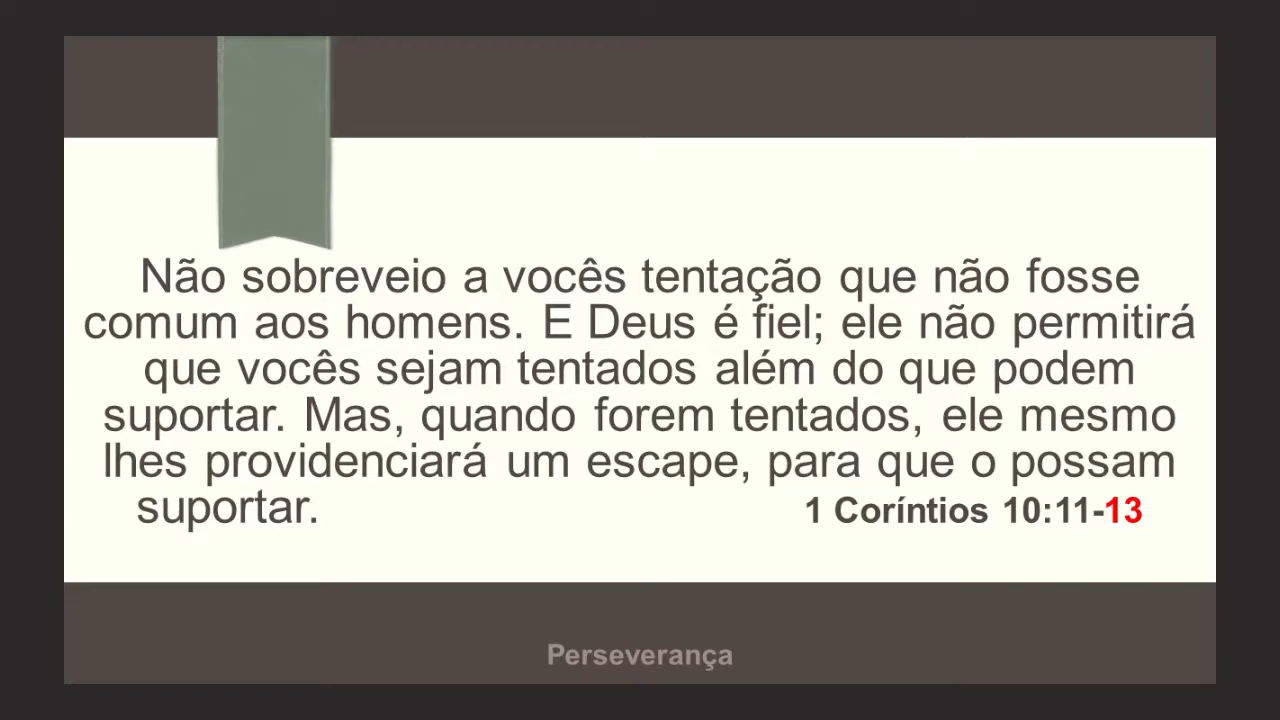 Não sobreveio a vocês tentação que não fosse
comum aos homens. E Deus é fiel; ele não permitirá
que vocês sejam tentados além do que podem
suportar. Mas, quando forem tentados, ele mesmo
lhes providenciará um escape, para que o possam
suportar. 1 Coríntios 10:11-13
Perseverança